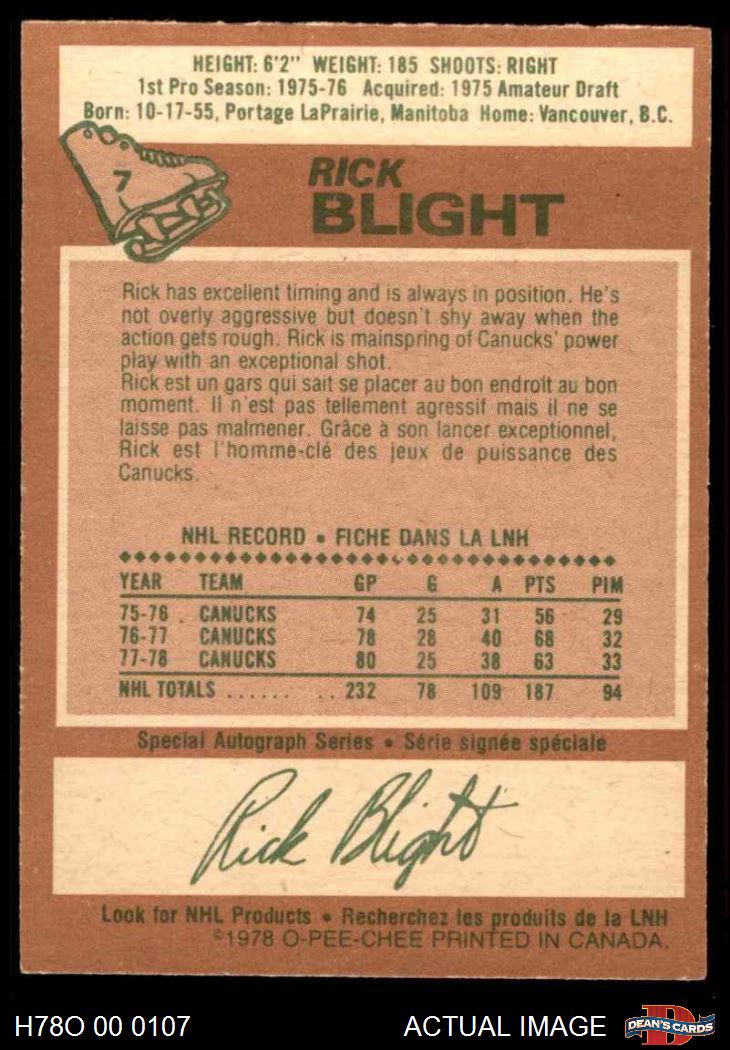 HEIGHT: 6'2" WEIGHT: 185 SHOOTS: RIGHT
1st Pro Season: 1975-76 Acquired: 1975 Amateur Draft
Born: 10-17-55, Portage LaPrairie, Manitoba Home: Vancouver, B.C.
7
RICK
BLIGHT
Rick has excellent timing and is always in position. He's
not overly aggressive but doesn't shy away when the
action gets rough. Rick is mainspring of Canucks' power
play with an exceptional shot.
Rick est un gars qui sait se placer au bon endroit au bon
moment. Il n'est pas tellement agressif mais il ne se
laisse pas malmener. Grâce à son lancer exceptionnel,
Rick est l'homme-clé des jeux de puissance des
Canucks.
NHL RECORD • FICHE DANS LA LNH
YEAR TEAM GP G A PTS PIM
75-76 CANUCKS 74 25 31 56 29
76-77 CANUCKS 78 28 40 68 32
77-78 CANUCKS 80 25 38 63 33
NHL TOTALS ...... .. 232 78 109 187 94
Special Autograph Series • Série signée spéciale
Rick Blight
Look for NHL Products • Recherchez les produits de la LNH
©1978 O-PEE-CHEE PRINTED IN CANADA.
H78O 00 0107 ACTUAL IMAGE D DEAN'S CARDS